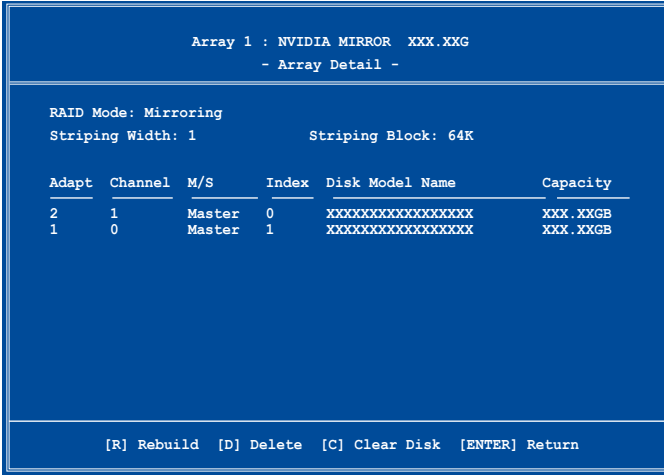 Array 1 : NVIDIA MIRROR XXX.XXG
- Array Detail -
RAID Mode: Mirroring
Striping Width: 1 Striping Block: 64K
Adapt Channel M/S Index Disk Model Name Capacity
2 1 Master 0 XXXXXXXXXXXXXXXXX XXX.XXGB
1 0 Master 1 XXXXXXXXXXXXXXXXX XXX.XXGB
[R] Rebuild [D] Delete [C] Clear Disk [ENTER] Return